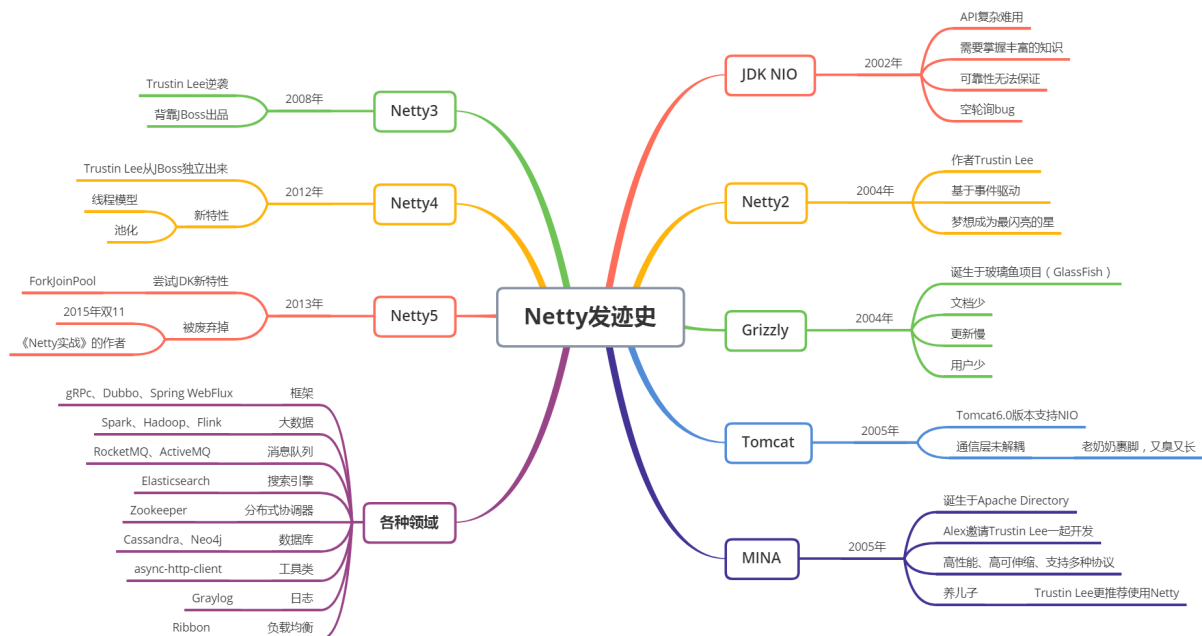 Netty发迹史
JDK NIO
2002年
API复杂难用
需要掌握丰富的知识
可靠性无法保证
空轮询bug
Netty2
2004年
作者Trustin Lee
基于事件驱动
梦想成为最闪亮的星
Grizzly
2004年
诞生于玻璃鱼项目（GlassFish）
文档少
更新慢
用户少
Tomcat
2005年
Tomcat6.0版本支持NIO
通信层未解耦
老奶奶裹脚，又臭又长
MINA
2005年
诞生于Apache Directory
Alex邀请Trustin Lee一起开发
高性能、高可伸缩、支持多种协议
养儿子
Trustin Lee更推荐使用Netty
Netty3
2008年
Trustin Lee逆袭
背靠JBoss出品
Netty4
2012年
Trustin Lee从JBoss独立出来
新特性
线程模型
池化
Netty5
2013年
尝试JDK新特性
ForkJoinPool
被废弃掉
2015年双11
《Netty实战》的作者
各种领域
框架
gRPc、Dubbo、Spring WebFlux
大数据
Spark、Hadoop、Flink
消息队列
RocketMQ、ActiveMQ
搜索引擎
Elasticsearch
分布式协调器
Zookeeper
数据库
Cassandra、Neo4j
工具类
async-http-client
日志
Graylog
负载均衡
Ribbon